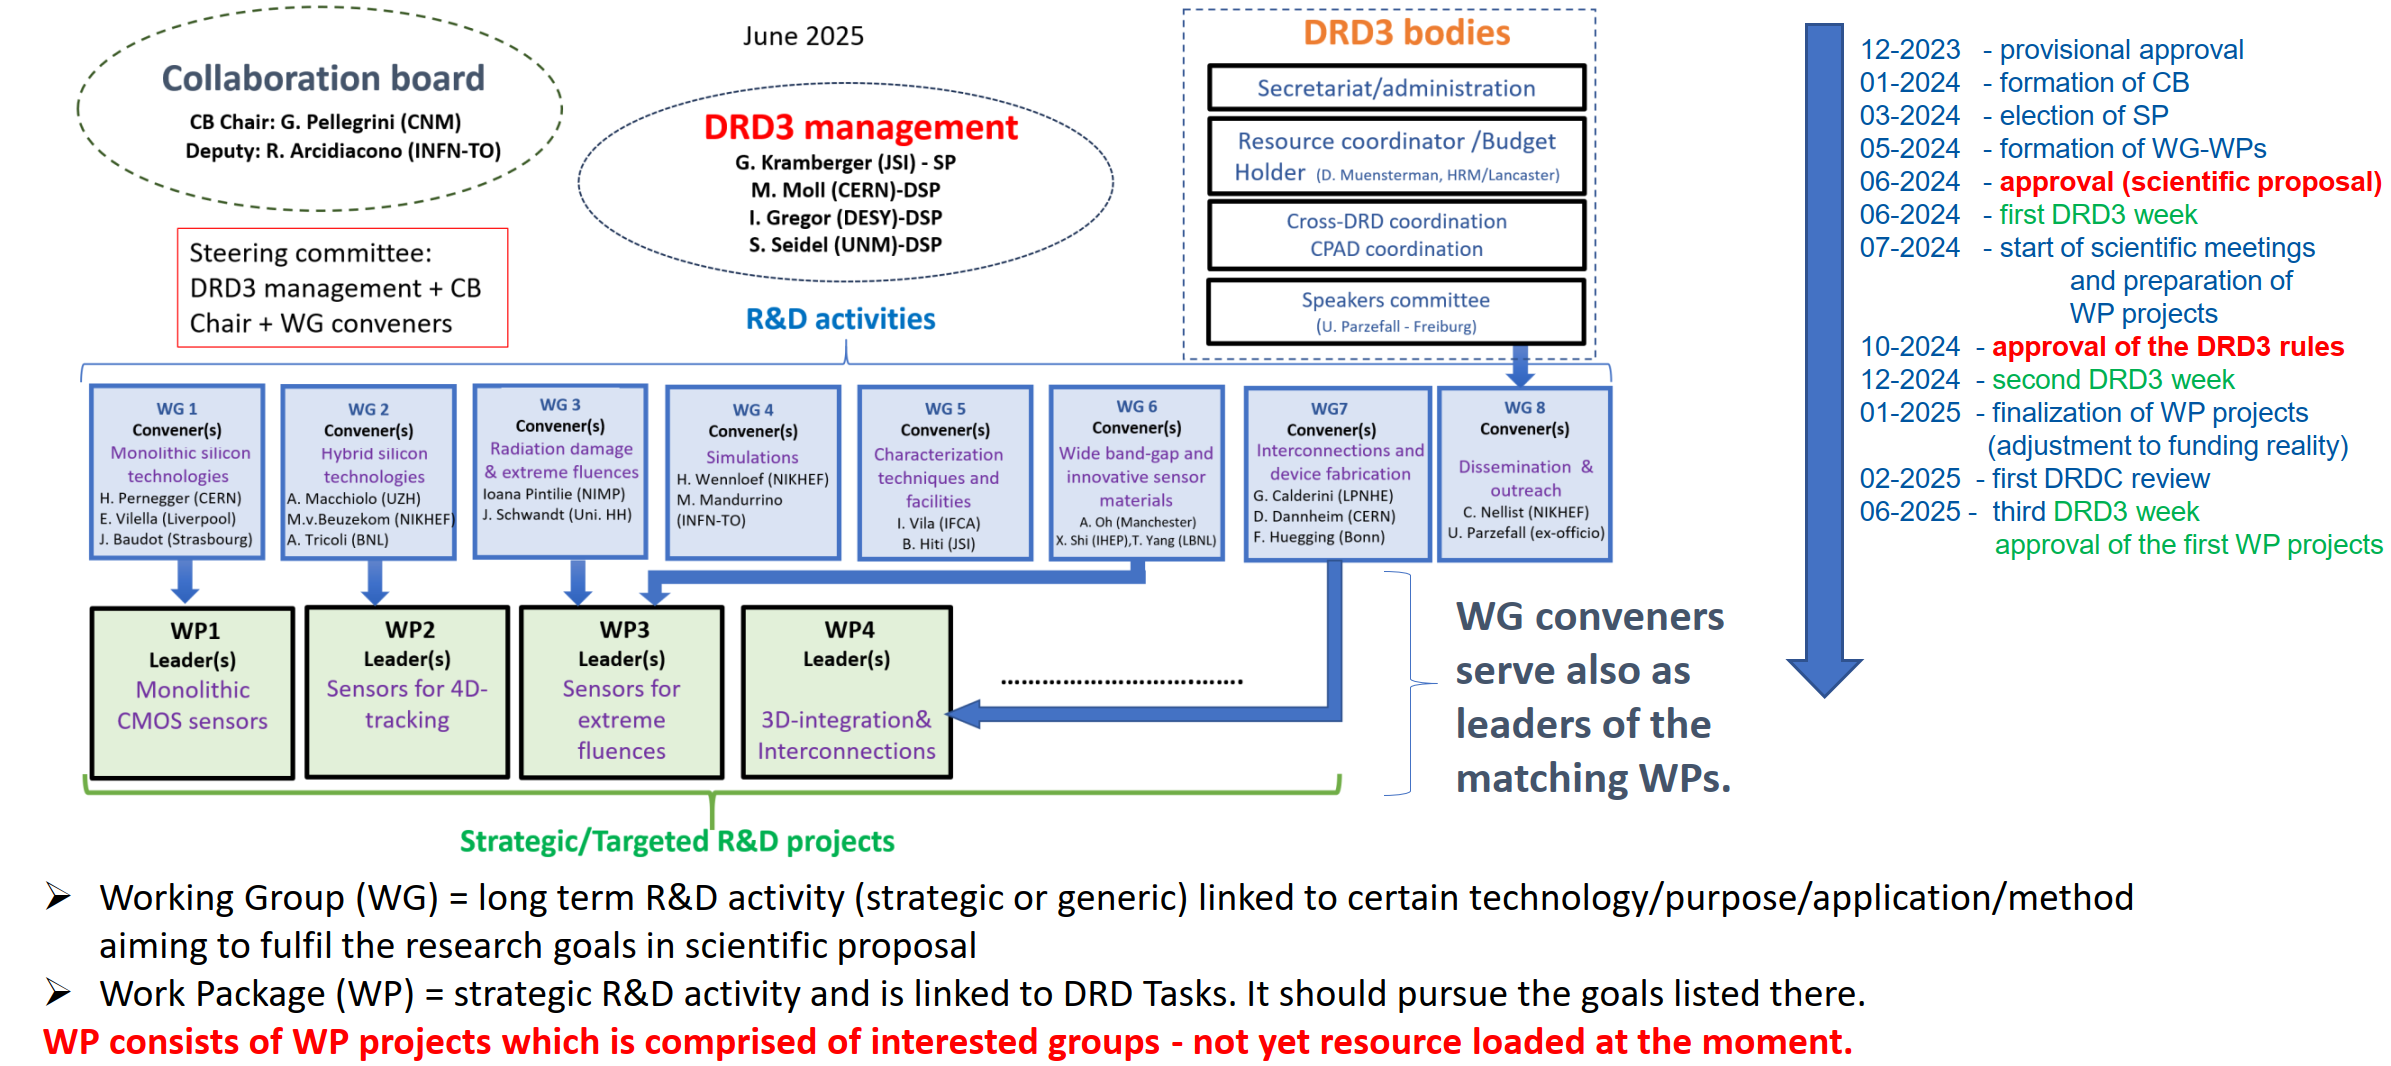 June 2025
Collaboration board
CB Chair: G. Pellegrini (CNM)
Deputy: R. Arcidiacono (INFN-TO)
Steering committee:
DRD3 management + CB
Chair + WG conveners
DRD3 management
G. Kramberger (JSI) - SP
M. Moll (CERN)-DSP
I. Gregor (DESY)-DSP
S. Seidel (UNM)-DSP
DRD3 bodies
Secretariat/administration
Resource coordinator /Budget
Holder (D. Muensterman, HRM/Lancaster)
Cross-DRD coordination
CPAD coordination
Speakers committee
(U. Parzefall - Freiburg)
R&D activities
WG 1
Convener(s)
Monolithic silicon
technologies
H. Pernegger (CERN)
E. Vilella (Liverpool)
J. Baudot (Strasbourg)
WG 2
Convener(s)
Hybrid silicon
technologies
A. Macchiolo (UZH)
M.v.Beuzekom (NIKHEF)
A. Tricoli (BNL)
WG 3
Convener(s)
Radiation damage
& extreme fluences
Ioana Pintilie (NIMP)
J. Schwandt (Uni. HH)
WG 4
Convener(s)
Simulations
H. Wennloef (NIKHEF)
M. Mandurrino
(INFN-TO)
WG 5
Convener(s)
Characterization
techniques and
facilities
I. Vila (IFCA)
B. Hiti (JSI)
WG 6
Convener(s)
Wide band-gap and
innovative sensor
materials
A. Oh (Manchester)
X. Shi (IHEP),T. Yang (LBNL)
WG7
Convener(s)
Interconnections and
device fabrication
G. Calderini (LPNHE)
D. Dannheim (CERN)
F. Huegging (Bonn)
WG 8
Convener(s)
Dissemination &
outreach
C. Nellist (NIKHEF)
U. Parzefall (ex-officio)
WP1
Leader(s)
Monolithic
CMOS sensors
WP2
Leader(s)
Sensors for 4D-
tracking
WP3
Leader(s)
Sensors for
extreme
fluences
WP4
Leader(s)
3D-integration&
Interconnections
................................
WG conveners
serve also as
leaders of the
matching WPs.
Strategic/Targeted R&D projects
12-2023 - provisional approval
01-2024 - formation of CB
03-2024 - election of SP
05-2024 - formation of WG-WPs
06-2024 - approval (scientific proposal)
06-2024 - first DRD3 week
07-2024 - start of scientific meetings
and preparation of
WP projects
10-2024 - approval of the DRD3 rules
12-2024 - second DRD3 week
01-2025 - finalization of WP projects
(adjustment to funding reality)
02-2025 - first DRDC review
06-2025 - third DRD3 week
approval of the first WP projects
➢ Working Group (WG) = long term R&D activity (strategic or generic) linked to certain technology/purpose/application/method
aiming to fulfil the research goals in scientific proposal
➢ Work Package (WP) = strategic R&D activity and is linked to DRD Tasks. It should pursue the goals listed there.
WP consists of WP projects which is comprised of interested groups - not yet resource loaded at the moment.